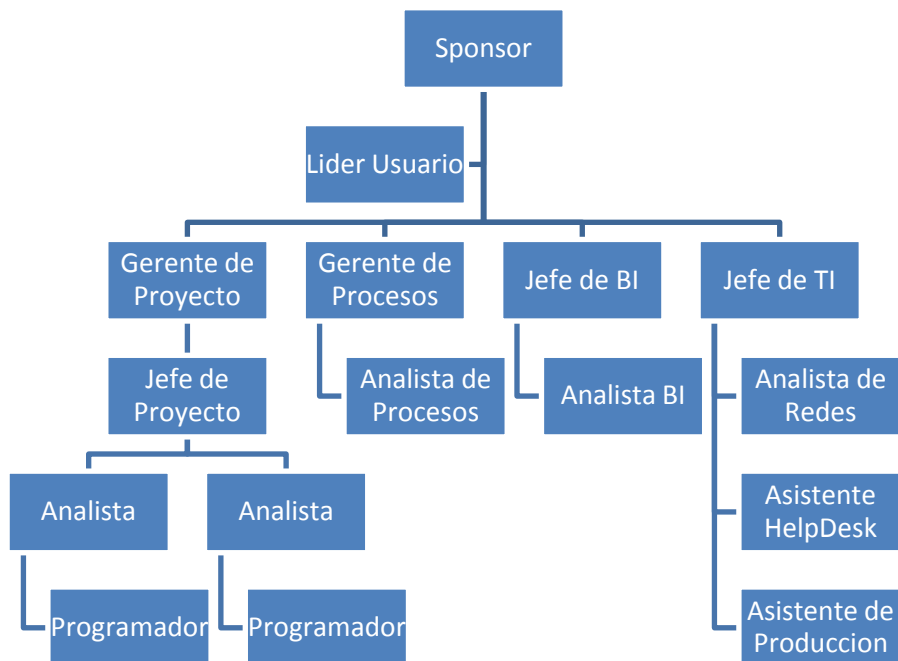 Sponsor
Lider Usuario
Gerente de
Proyecto
Gerente de
Procesos
Jefe de BI
Jefe de TI
Jefe de
Proyecto
Analista de
Procesos
Analista BI
Analista de
Redes
Analista
Analista
Asistente
HelpDesk
Programador
Programador
Asistente de
Produccion